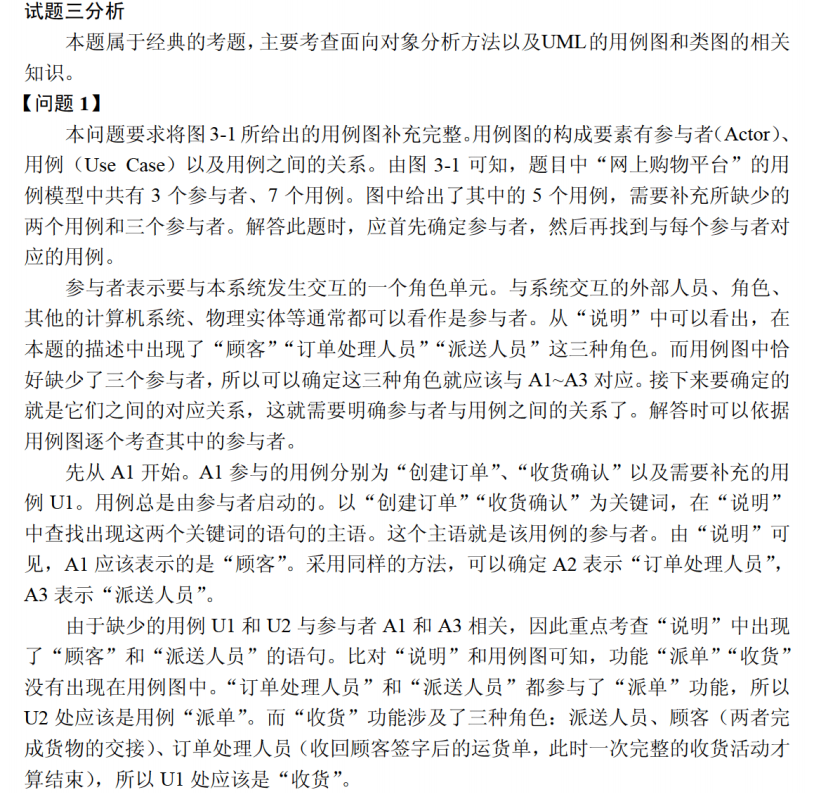 试题三分析
本题属于经典的考题，主要考查面向对象分析方法以及UML的用例图和类图的相关
知识。
【问题 1】
本问题要求将图 3-1 所给出的用例图补充完整。用例图的构成要素有参与者（Actor）、
用例（Use Case）以及用例之间的关系。由图 3-1 可知，题目中“网上购物平台”的用
例模型中共有 3 个参与者、7 个用例。图中给出了其中的 5 个用例，需要补充所缺少的
两个用例和三个参与者。解答此题时，应首先确定参与者，然后再找到与每个参与者对
应的用例。
参与者表示要与本系统发生交互的一个角色单元。与系统交互的外部人员、角色、
其他的计算机系统、物理实体等通常都可以看作是参与者。从“说明”中可以看出，在
本题的描述中出现了“顾客”“订单处理人员”“派送人员”这三种角色。而用例图中恰
好缺少了三个参与者，所以可以确定这三种角色就应该与 A1~A3 对应。接下来要确定的
就是它们之间的对应关系，这就需要明确参与者与用例之间的关系了。解答时可以依据
用例图逐个考查其中的参与者。
先从 A1 开始。A1 参与的用例分别为“创建订单”、“收货确认”以及需要补充的用
例 U1。用例总是由参与者启动的。以“创建订单”“收货确认”为关键词，在“说明”
中查找出现这两个关键词的语句的主语。这个主语就是该用例的参与者。由“说明”可
见，A1 应该表示的是“顾客”。采用同样的方法，可以确定 A2 表示“订单处理人员”，
A3 表示“派送人员”。
由于缺少的用例 U1 和 U2 与参与者 A1 和 A3 相关，因此重点考查“说明”中出现
了“顾客”和“派送人员”的语句。比对“说明”和用例图可知，功能“派单”“收货”
没有出现在用例图中。“订单处理人员”和“派送人员”都参与了“派单”功能，所以
U2 处应该是用例“派单”。而“收货”功能涉及了三种角色：派送人员、顾客（两者完
成货物的交接）、订单处理人员（收回顾客签字后的运货单，此时一次完整的收货活动才
算结束），所以 U1 处应该是“收货”。